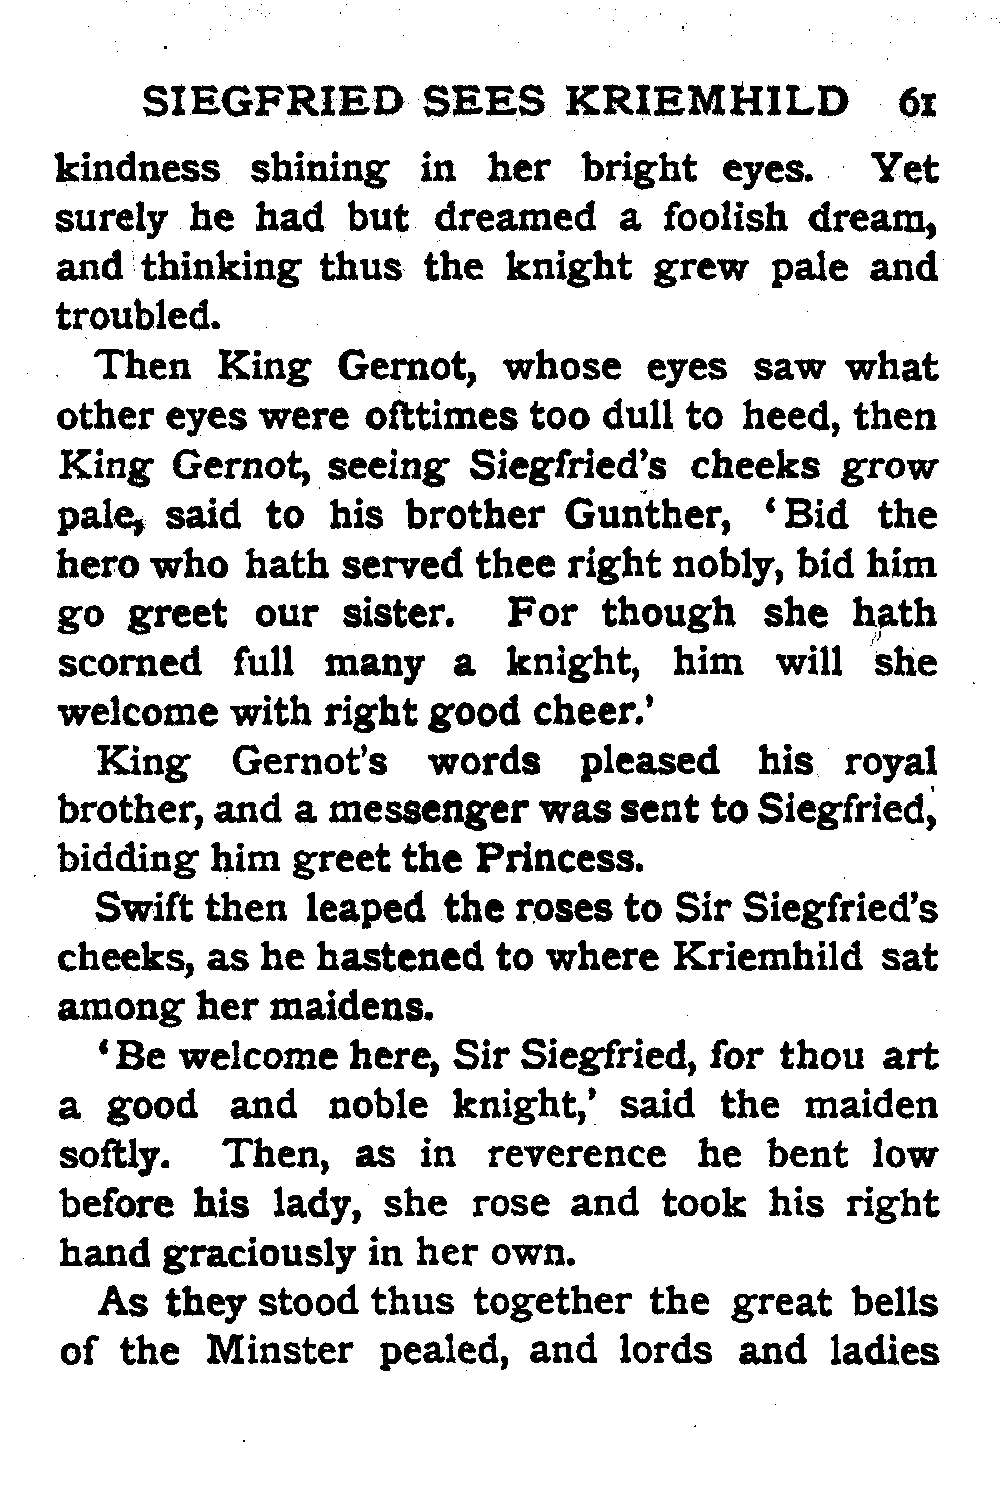 SIEGFRIED SEES KRIEMHILD 61
kindness shining in her bright eyes. Yet
surely he had but dreamed a foolish dream,
and thinking thus the knight grew pale and
troubled.
Then King Gernot, whose eyes saw what
other eyes were ofttimes too dull to heed, then
King Gernot, seeing Siegfried's cheeks grow
pale, said to his brother Gunther, ‘Bid the
hero who hath served thee right nobly, bid him
go greet our sister. For though she hath
scorned full many a knight, him will she
welcome with right good cheer.’
King Gernot's words pleased his royal
brother, and a messenger was sent to Siegfried,
bidding him greet the Princess.
Swift then leaped the roses to Sir Siegfried's
cheeks, as he hastened to where Kriemhild sat
among her maidens.
‘Be welcome here, Sir Siegfried, for thou art
a good and noble knight,’ said the maiden
softly. Then, as in reverence he bent low
before his lady, she rose and took his right
hand graciously in her own.
As they stood thus together the great bells
of the Minster pealed, and lords and ladies